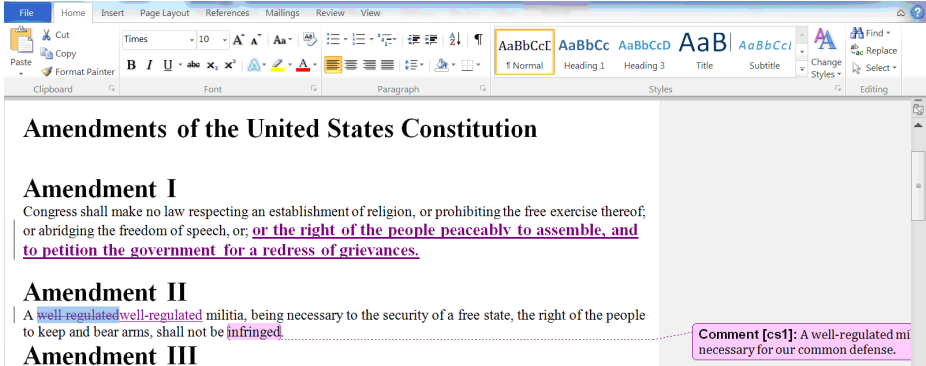 File Home Insert Page Layout References Mailings Review View
Cut
Copy
Format Painter
Paste
Times 10 A A Aa
B I U abc x₂ x² A A
AaBbCcD AaBbCc AaBbCcD AaB AaBbCcI
¶ Normal Heading 1 Heading 3 Title Subtitle
Change Styles
Find
Replace
Select
Clipboard Font Paragraph Styles Editing
Amendments of the United States Constitution
Amendment I
Congress shall make no law respecting an establishment of religion, or prohibiting the free exercise thereof;
or abridging the freedom of speech, or; or the right of the people peaceably to assemble, and
to petition the government for a redress of grievances.
Amendment II
A well regulatedwell-regulated militia, being necessary to the security of a free state, the right of the people
to keep and bear arms, shall not be infringed.
Comment [cs1]: A well-regulated mi
necessary for our common defense.
Amendment III